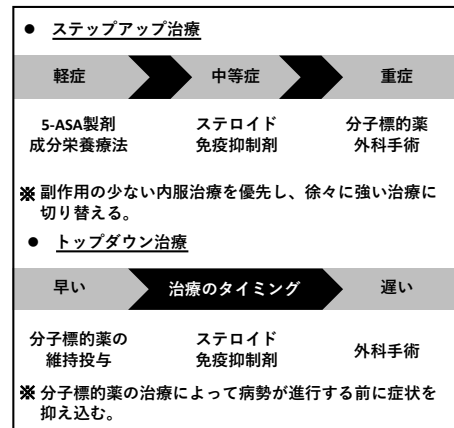 ● ステップアップ治療
軽症 中等症 重症
5-ASA製剤 ステロイド 分子標的薬
成分栄養療法 免疫抑制剤 外科手術
※ 副作用の少ない内服治療を優先し、徐々に強い治療に
切り替える。
● トップダウン治療
早い 治療のタイミング 遅い
分子標的薬の ステロイド 外科手術
維持投与 免疫抑制剤
※ 分子標的薬の治療によって病勢が進行する前に症状を
抑え込む。